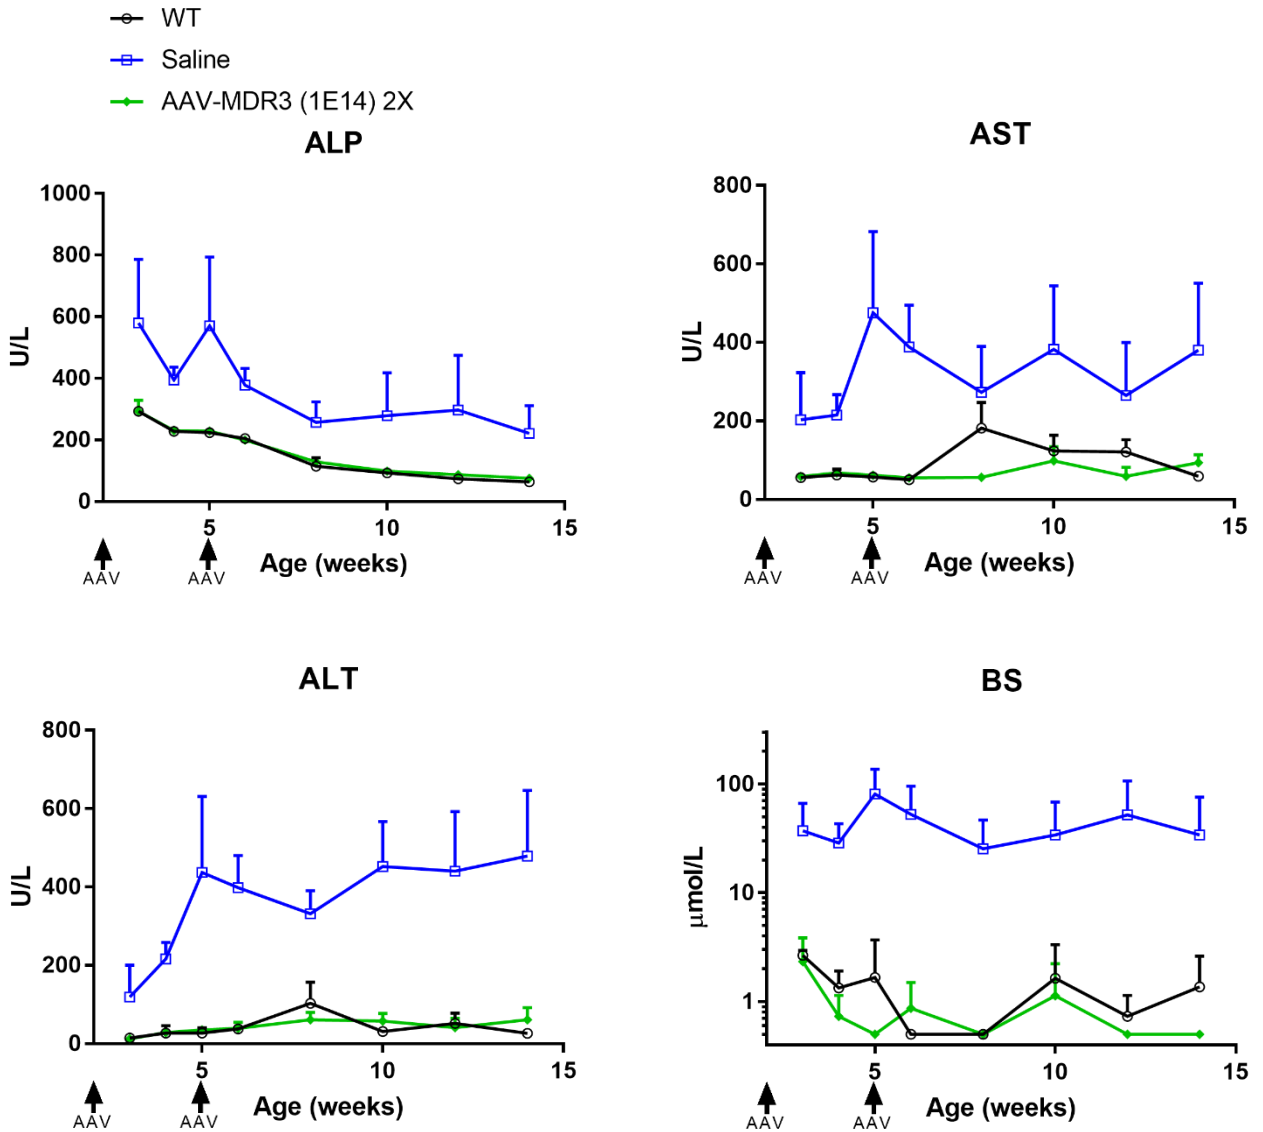 WT
Saline
AAV-MDR3 (1E14) 2X
ALP
1000
800
600
400
200
0
U/L
5
10
15
AAV
AAV
Age (weeks)
AST
800
600
400
200
0
U/L
5
10
15
AAV
AAV
Age (weeks)
ALT
800
600
400
200
0
U/L
5
10
15
AAV
AAV
Age (weeks)
BS
100
10
1
μmol/L
5
10
15
AAV
AAV
Age (weeks)